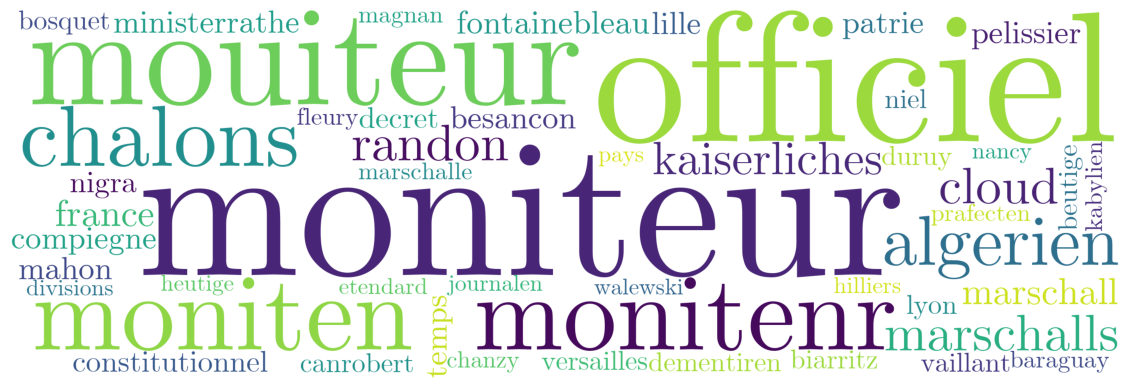 bosquet ministerrathe magnan fontainebleau lille patrie pelissier
mouiteur officiel
niel
chalons fleury decret besancon
randon pays kaiserliches duruy nancy
marschalle
nigra moniteur cloud beutige kabylien
france prafecten
compiegne algerien
mahon
divisions heutige etendard journalen walewski hilliers marschall
moniten temps monitenr lyon
marschalls
constitutionnel canrobert chanzy versailles dementiren biarritz vaillant baraguay